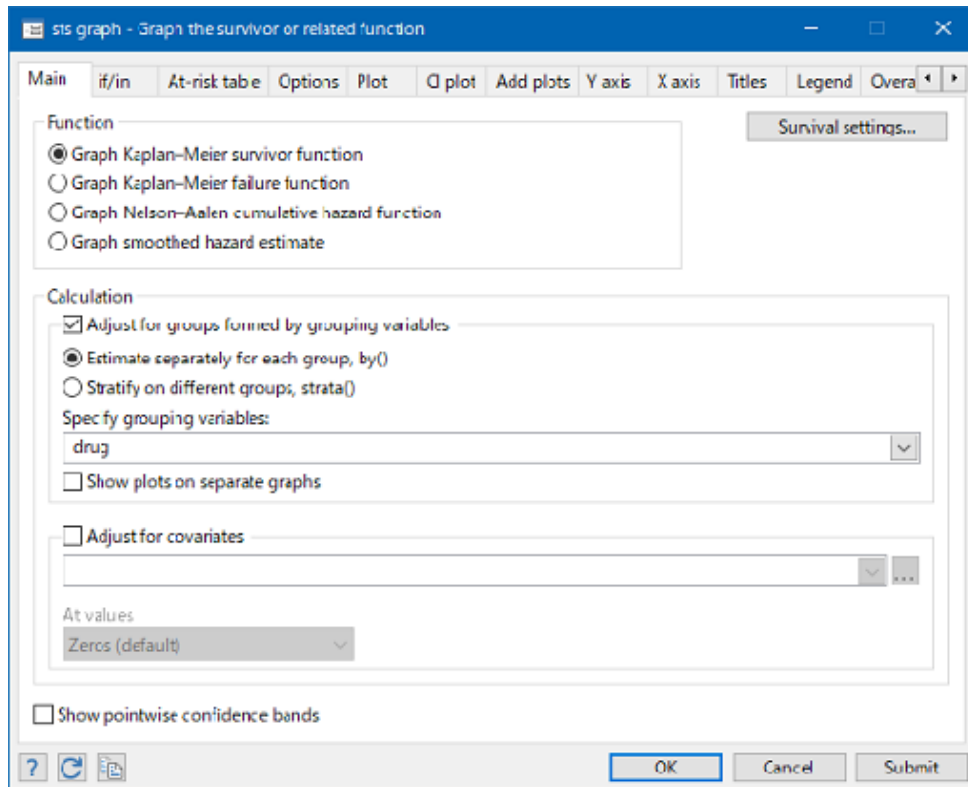 sts graph - Graph the survivor or related function
Main if/in At-risk table Options Plot CI plot Add plots Y axis X axis Titles Legend Overa
Function
Survival settings...
Graph Kaplan–Meier survivor function
Graph Kaplan–Meier failure function
Graph Nelson–Aalen cumulative hazard function
Graph smoothed hazard estimate
Calculation
Adjust for groups formed by grouping variables
Estimate separately for each group, by()
Stratify on different groups, strata()
Specify grouping variables:
drug
Show plots on separate graphs
Adjust for covariates
...
At values
Zeros (default)
Show pointwise confidence bands
? OK Cancel Submit